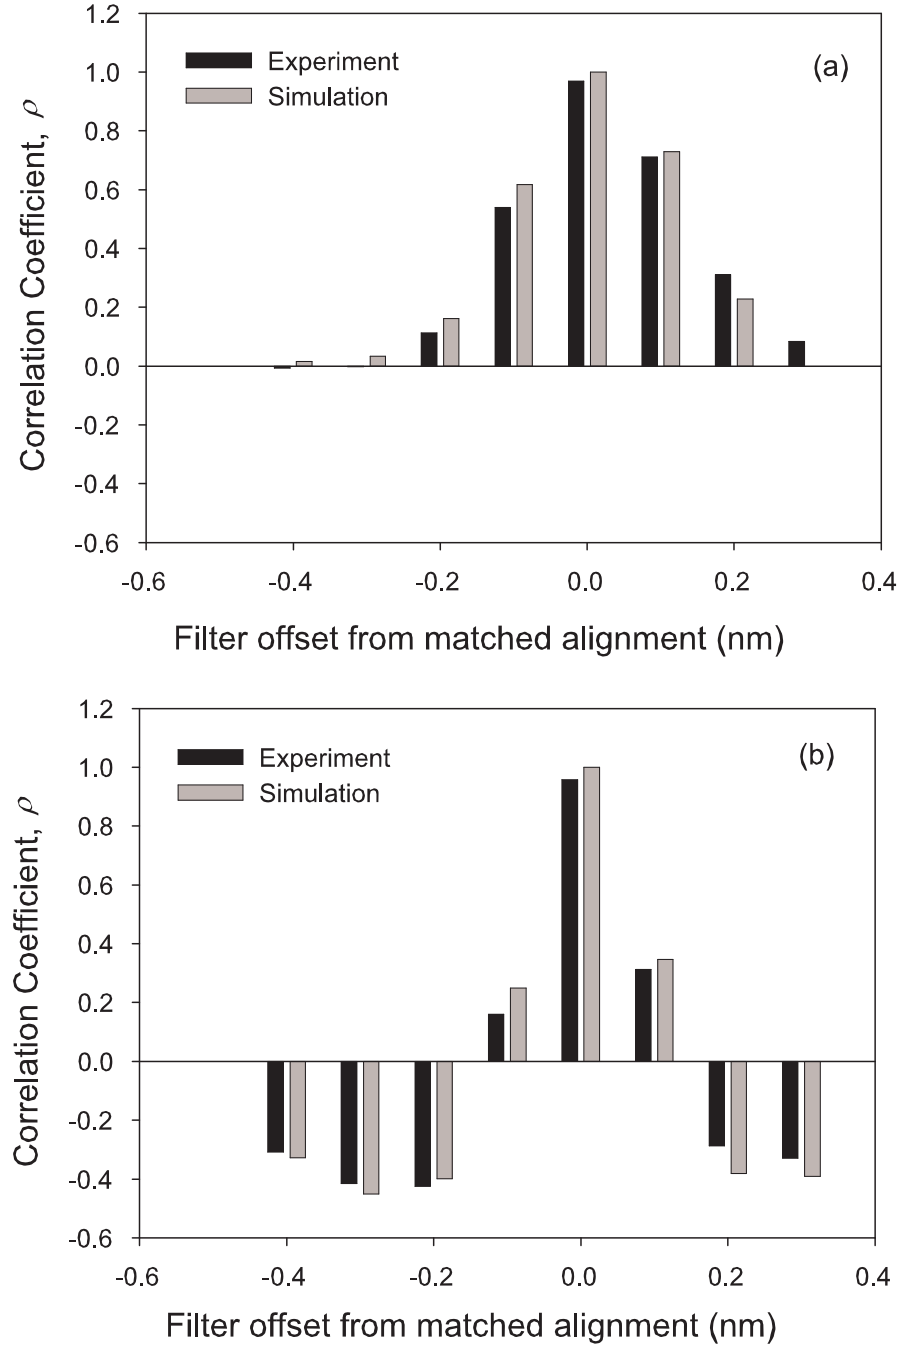 1.2
Experiment
(a)
1.0
Simulation
0.8
0.6
0.4
0.2
0.0
-0.2
-0.4
-0.6
Correlation Coefficient, ρ
-0.6 -0.4 -0.2 0.0 0.2 0.4
Filter offset from matched alignment (nm)
1.2
Experiment
(b)
1.0
Simulation
0.8
0.6
0.4
0.2
0.0
-0.2
-0.4
-0.6
Correlation Coefficient, ρ
-0.6 -0.4 -0.2 0.0 0.2 0.4
Filter offset from matched alignment (nm)